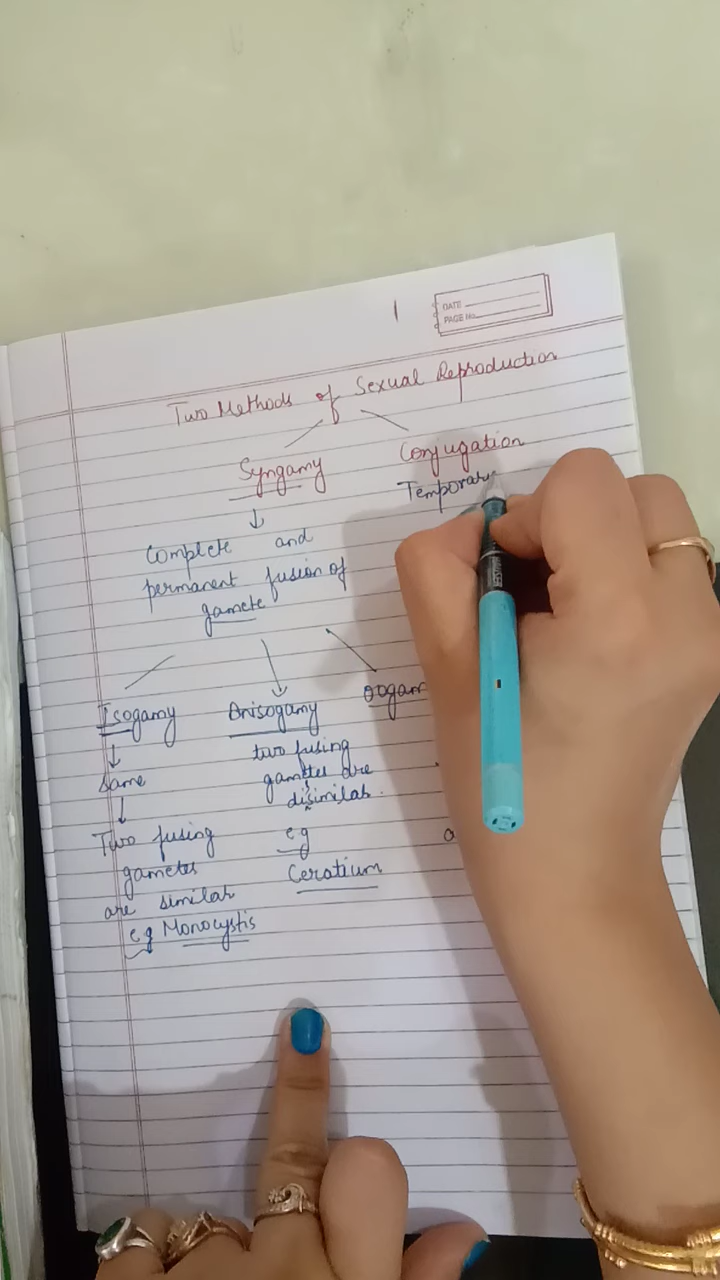 DATE
PAGE No.
Two Methods of Sexual Reproduction
Syngamy
Conjugation
Temporary
Complete and
permanent fusion of
gamete
Isogamy
Anisogamy
oogam
same
two fusing
gametes are
disimilar.
Two fusing
gametes
are similar
eg Monocystis
eg
Ceratium
a